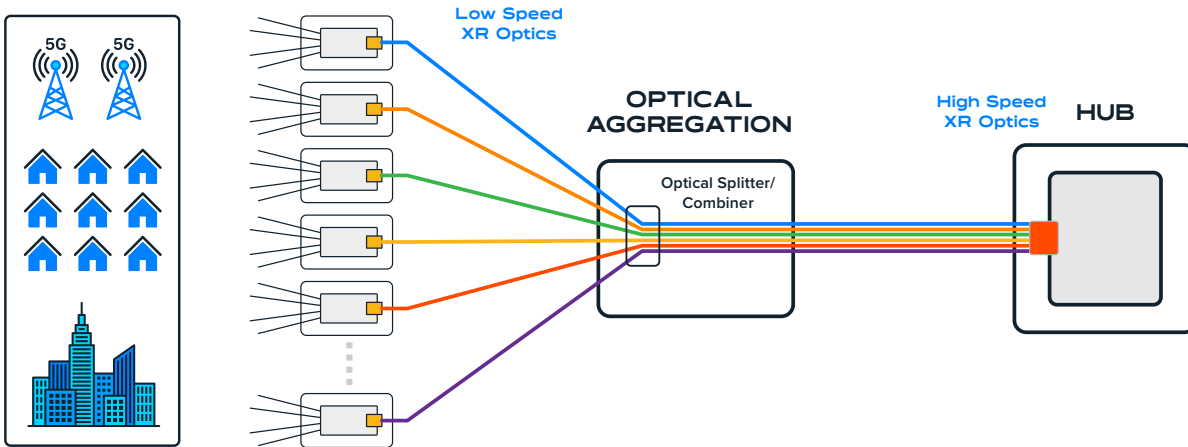 5G 5G
Low Speed
XR Optics
OPTICAL
AGGREGATION
Optical Splitter/
Combiner
High Speed
XR Optics
HUB